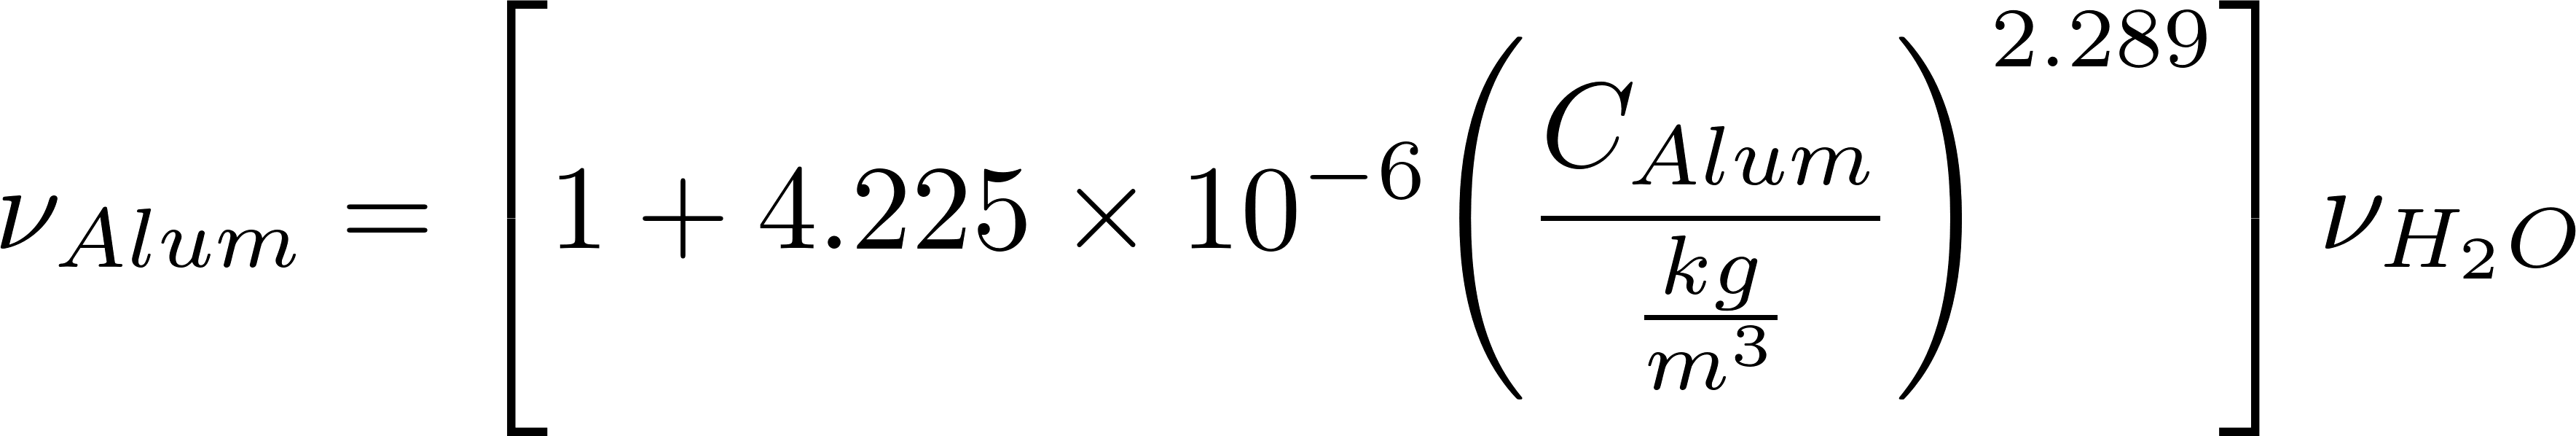 ν_{Alum} = [1 + 4.225 × 10^{-6} (C_{Alum} / (kg / m^3))^{2.289}] ν_{H_2O}